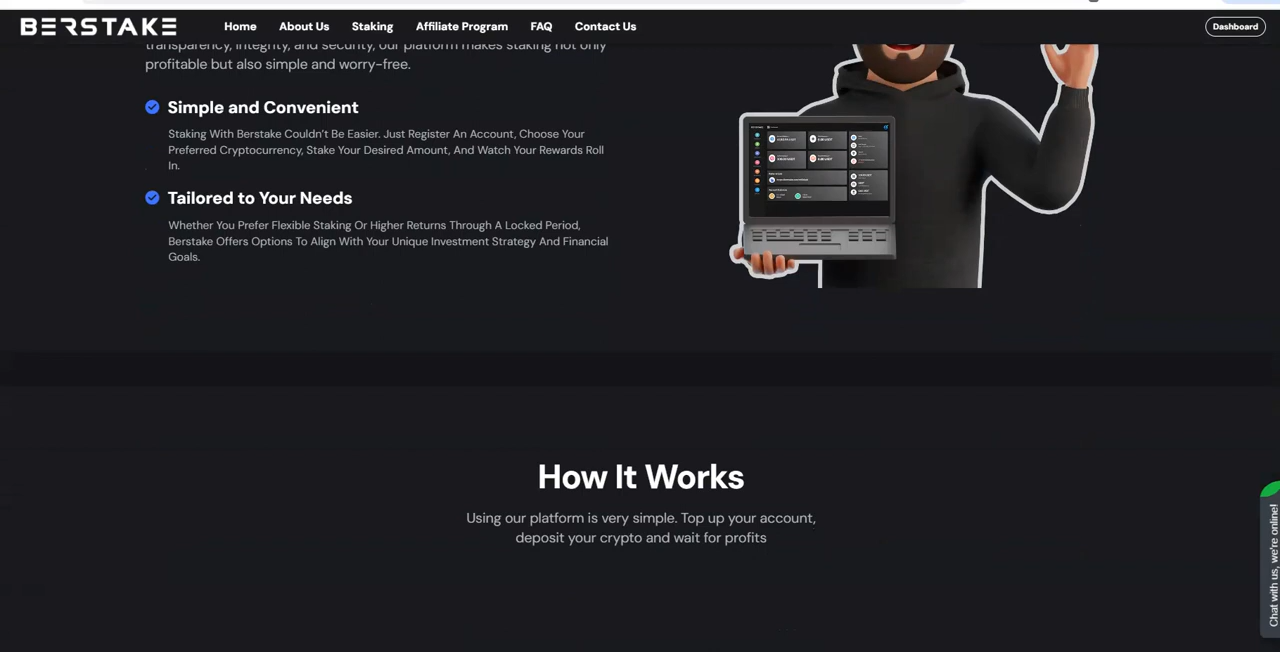 BERSTAKE
Home About Us Staking Affiliate Program FAQ Contact Us Dashboard
transparency, integrity, and security, our platform makes staking not only
profitable but also simple and worry-free.
Simple and Convenient
Staking With Berstake Couldn't Be Easier. Just Register An Account, Choose Your
Preferred Cryptocurrency, Stake Your Desired Amount, And Watch Your Rewards Roll
In.
Tailored to Your Needs
Whether You Prefer Flexible Staking Or Higher Returns Through A Locked Period,
Berstake Offers Options To Align With Your Unique Investment Strategy And Financial
Goals.
How It Works
Using our platform is very simple. Top up your account,
deposit your crypto and wait for profits
Chat with us, we're online!